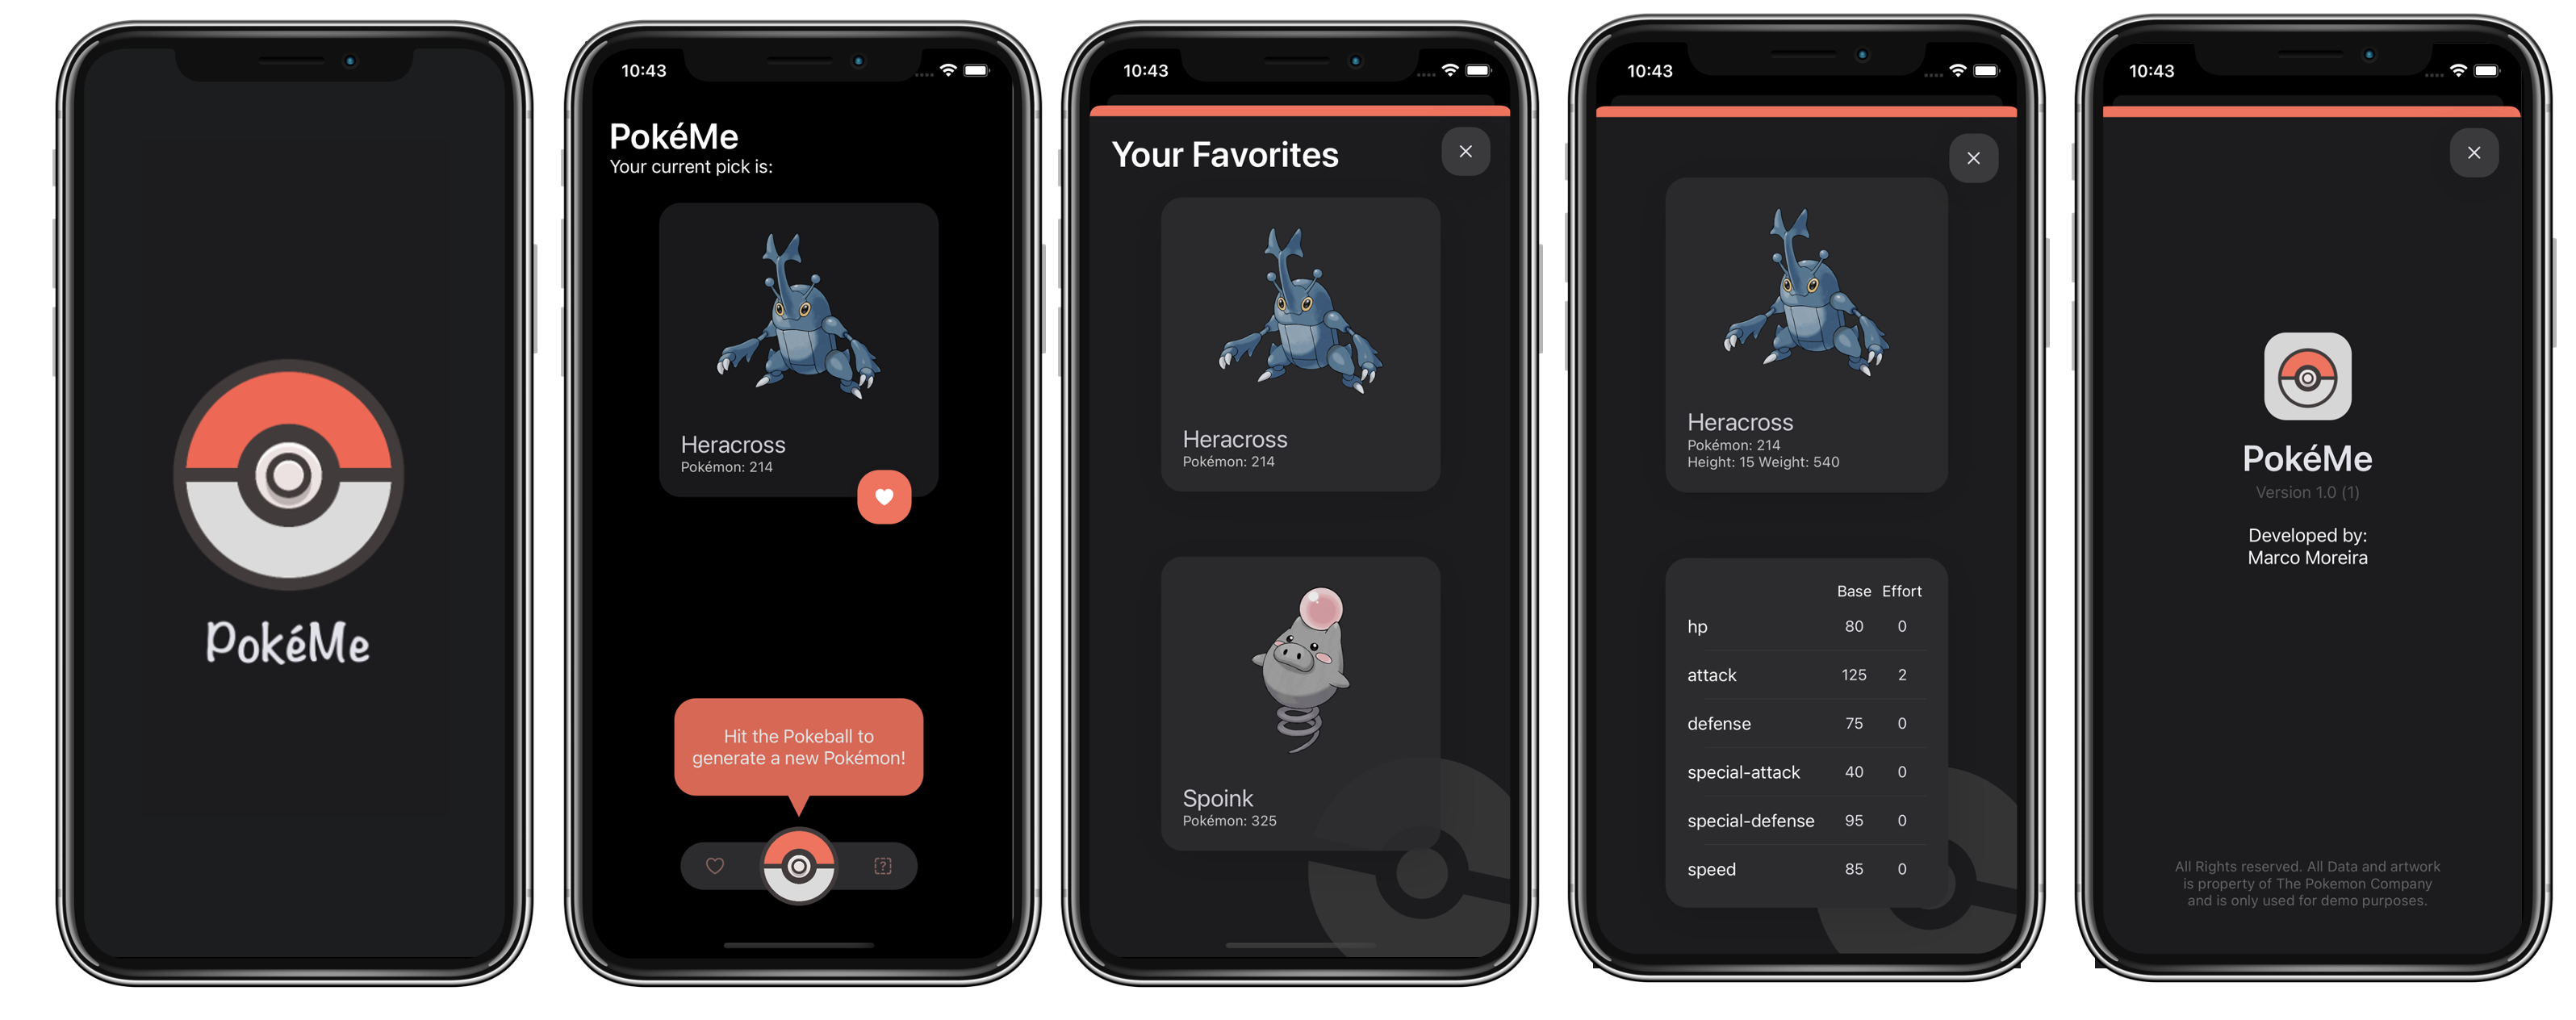 PokéMe
10:43
PokéMe
Your current pick is:
Heracross
Pokémon: 214
Hit the Pokeball to
generate a new Pokémon!
10:43
Your Favorites
Heracross
Pokémon: 214
Spoink
Pokémon: 325
10:43
Heracross
Pokémon: 214
Height: 15 Weight: 540
Base Effort
hp 80 0
attack 125 2
defense 75 0
special-attack 40 0
special-defense 95 0
speed 85 0
10:43
PokéMe
Version 1.0 (1)
Developed by:
Marco Moreira
All Rights reserved. All Data and artwork
is property of The Pokemon Company
and is only used for demo purposes.